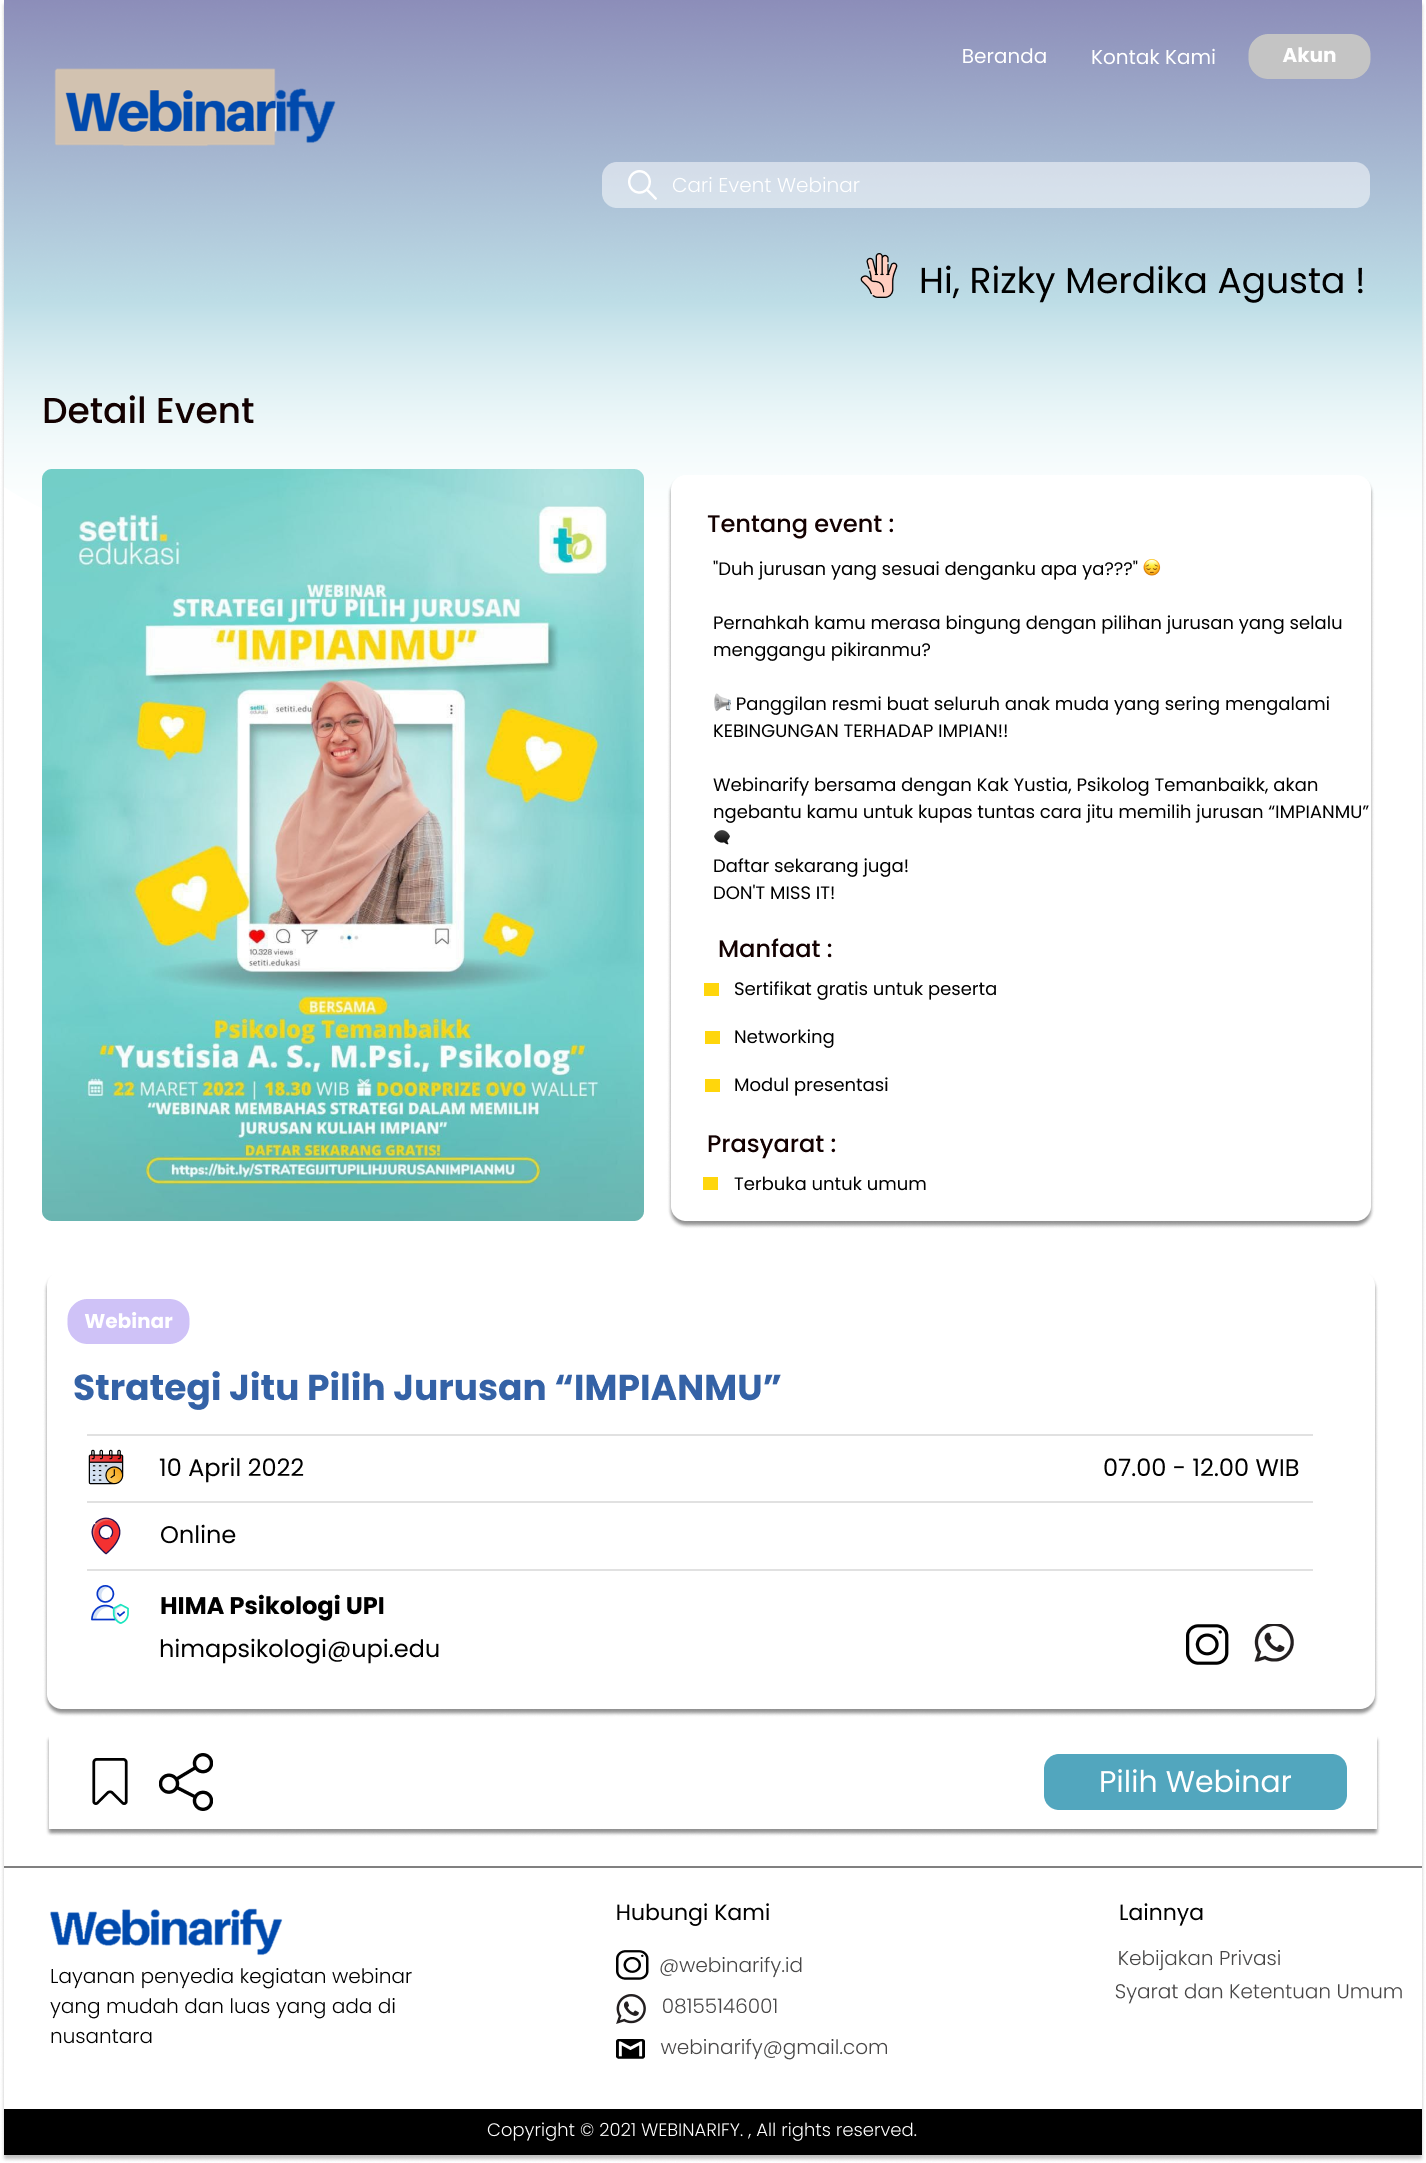 Beranda
Kontak Kami
Akun
Webinarify
Cari Event Webinar
Hi, Rizky Merdika Agusta !
Detail Event
setiti.
edukasi
tb
WEBINAR
STRATEGI JITU PILIH JURUSAN
“IMPIANMU”
setiti.
edukasi
setiti.edu
10.328 views
setiti.edukasi
BERSAMA
Psikolog Temanbaikk
“Yustisia A. S., M.Psi., Psikolog”
22 MARET 2022 | 18.30 WIB DOORPRIZE OVO WALLET
“WEBINAR MEMBAHAS STRATEGI DALAM MEMILIH
JURUSAN KULIAH IMPIAN”
DAFTAR SEKARANG GRATIS!
https://bit.ly/STRATEGIJITUPILIHJURUSANIMPIANMU
Tentang event :
"Duh jurusan yang sesuai denganku apa ya???" 😔
Pernahkah kamu merasa bingung dengan pilihan jurusan yang selalu
menggangu pikiranmu?
📢 Panggilan resmi buat seluruh anak muda yang sering mengalami
KEBINGUNGAN TERHADAP IMPIAN!!
Webinarify bersama dengan Kak Yustia, Psikolog Temanbaikk, akan
ngebantu kamu untuk kupas tuntas cara jitu memilih jurusan “IMPIANMU”
🗨
Daftar sekarang juga!
DON'T MISS IT!
Manfaat :
Sertifikat gratis untuk peserta
Networking
Modul presentasi
Prasyarat :
Terbuka untuk umum
Webinar
Strategi Jitu Pilih Jurusan “IMPIANMU”
10 April 2022
07.00 - 12.00 WIB
Online
HIMA Psikologi UPI
himapsikologi@upi.edu
Pilih Webinar
Webinarify
Layanan penyedia kegiatan webinar
yang mudah dan luas yang ada di
nusantara
Hubungi Kami
@webinarify.id
08155146001
webinarify@gmail.com
Lainnya
Kebijakan Privasi
Syarat dan Ketentuan Umum
Copyright © 2021 WEBINARIFY. , All rights reserved.